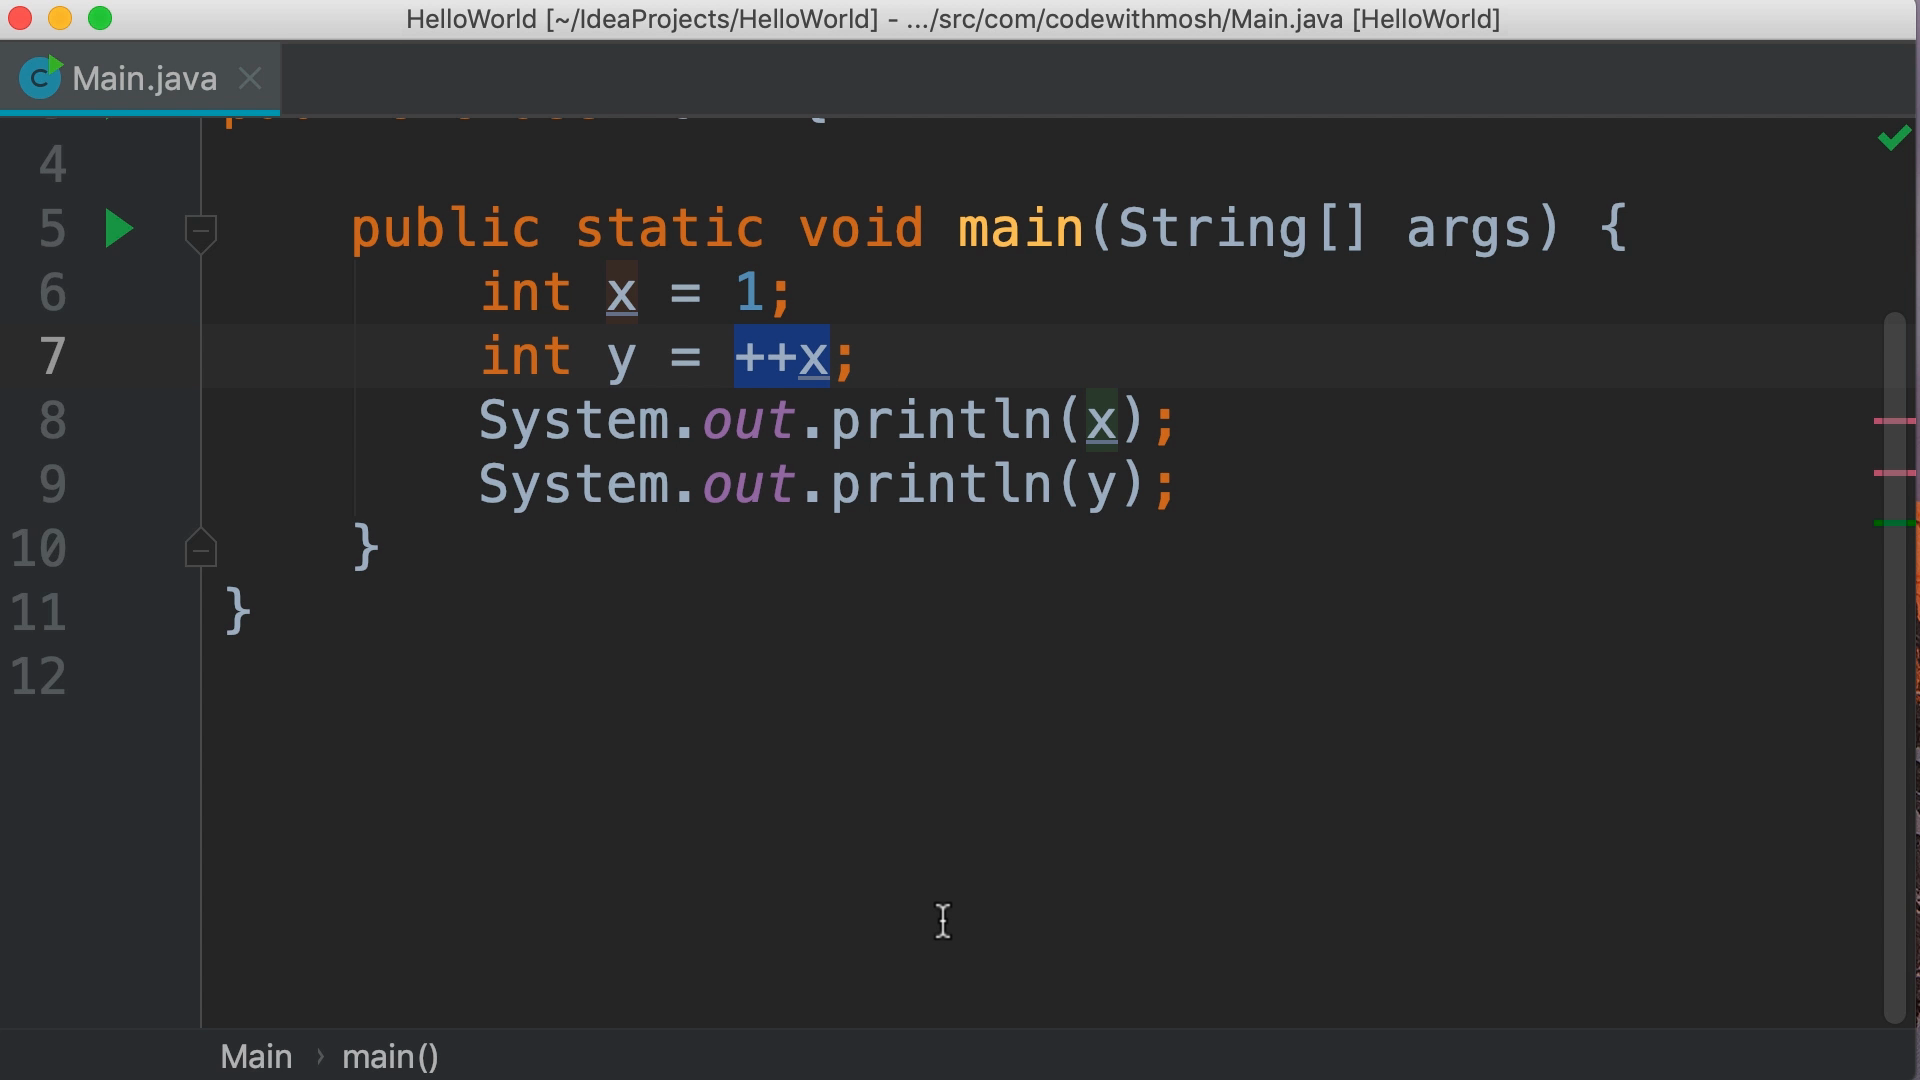 HelloWorld [~/IdeaProjects/HelloWorld] - .../src/com/codewithmosh/Main.java [HelloWorld]
C Main.java
4
5 public static void main(String[] args) {
6 int x = 1;
7 int y = ++x;
8 System.out.println(x);
9 System.out.println(y);
10 }
11 }
12
Main › main()